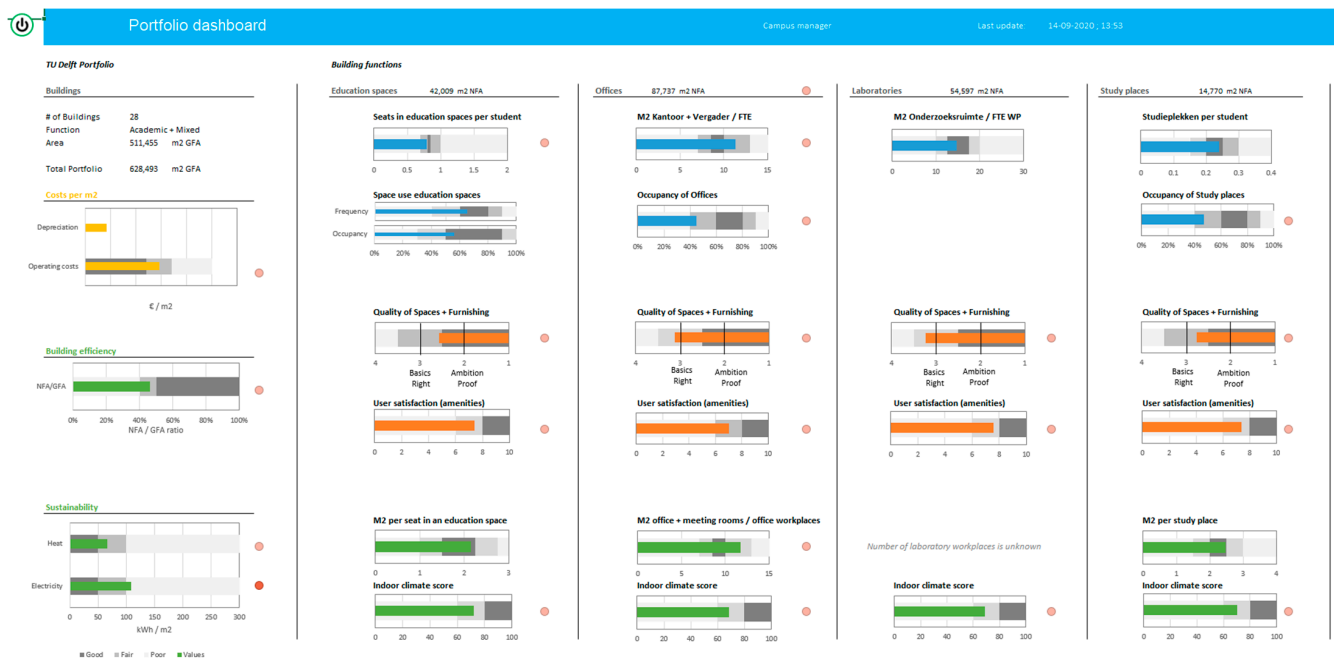 Portfolio dashboard
Campus manager
Last update: 14-09-2020 ; 13:53
TU Delft Portfolio
Buildings
# of Buildings 28
Function Academic + Mixed
Area 511,455 m2 GFA
Total Portfolio 628,493 m2 GFA
Costs per m2
Depreciation
Operating costs
€ / m2
Building efficiency
NFA/GFA
0% 20% 40% 60% 80% 100%
NFA / GFA ratio
Sustainability
Heat
Electricity
0 50 100 150 200 250 300
kWh / m2
Good Fair Poor Values
Building functions
Education spaces 42,009 m2 NFA
Seats in education spaces per student
0 0.5 1 1.5 2
Space use education spaces
Frequency
Occupancy
0% 20% 40% 60% 80% 100%
Quality of Spaces + Furnishing
4 3 2 1
Basics Ambition
Right Proof
User satisfaction (amenities)
0 2 4 6 8 10
M2 per seat in an education space
0 1 2 3
Indoor climate score
0 20 40 60 80 100
Offices 87,737 m2 NFA
M2 Kantoor + Vergader / FTE
0 5 10 15
Occupancy of Offices
0% 20% 40% 60% 80% 100%
Quality of Spaces + Furnishing
4 3 2 1
Basics Ambition
Right Proof
User satisfaction (amenities)
0 2 4 6 8 10
M2 office + meeting rooms / office workplaces
0 5 10 15
Indoor climate score
0 20 40 60 80 100
Laboratories 54,597 m2 NFA
M2 Onderzoeksruimte / FTE WP
0 10 20 30
Quality of Spaces + Furnishing
4 3 2 1
Basics Ambition
Right Proof
User satisfaction (amenities)
0 2 4 6 8 10
Number of laboratory workplaces is unknown
Indoor climate score
0 20 40 60 80 100
Study places 14,770 m2 NFA
Studieplekken per student
0 0.1 0.2 0.3 0.4
Occupancy of Study places
0% 20% 40% 60% 80% 100%
Quality of Spaces + Furnishing
4 3 2 1
Basics Ambition
Right Proof
User satisfaction (amenities)
0 2 4 6 8 10
M2 per study place
0 1 2 3 4
Indoor climate score
0 20 40 60 80 100